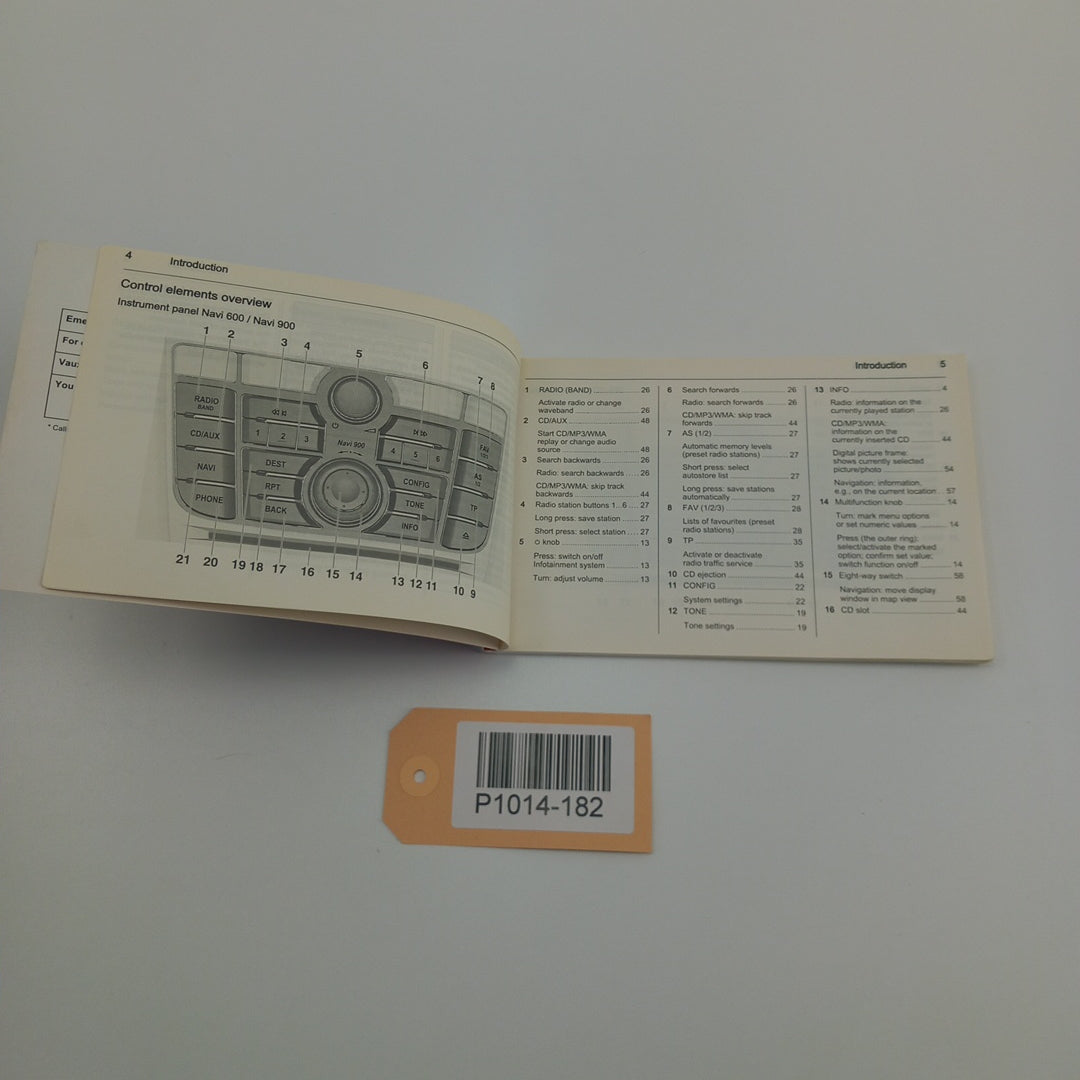 Eme
For
Vau
You
* Call
4 Introduction
Control elements overview
Instrument panel Navi 600 / Navi 900
1 2 3 4 5 6 7 8
RADIO
BAND
CD/AUX
NAVI
PHONE
1 2 3
DEST
RPT
BACK
Navi 900
4 5 6
CONFIG
TONE
INFO
FAV
AS
TP
21 20 19 18 17 16 15 14 13 12 11 10 9
Introduction 5
1 RADIO (BAND) 26
Activate radio or change
waveband 26
2 CD/AUX 48
Start CD/MP3/WMA
replay or change audio
source 48
3 Search backwards 26
Radio: search backwards 26
CD/MP3/WMA: skip track
backwards 44
4 Radio station buttons 1...6 27
Long press: save station 27
Short press: select station 27
5 knob 13
Press: switch on/off
Infotainment system 13
Turn: adjust volume 13
6 Search forwards 26
Radio: search forwards 26
CD/MP3/WMA: skip track
forwards 44
7 AS (1/2) 27
Automatic memory levels
(preset radio stations) 27
Short press: select
autostore list 27
Long press: save stations
automatically 27
8 FAV (1/2/3) 28
Lists of favourites (preset
radio stations) 28
9 TP 35
Activate or deactivate
radio traffic service 35
10 CD ejection 44
11 CONFIG 22
System settings 22
12 TONE 19
Tone settings 19
13 INFO 4
Radio: information on the
currently played station 26
CD/MP3/WMA:
information on the
currently inserted CD 44
Digital picture frame:
shows currently selected
picture/photo 54
Navigation: information,
e.g., on the current location 57
14 Multifunction knob 14
Turn: mark menu options
or set numeric values 14
Press (the outer ring):
select/activate the marked
option; confirm set value;
switch function on/off 14
15 Eight-way switch 58
Navigation: move display
window in map view 58
16 CD slot 44
P1014-182